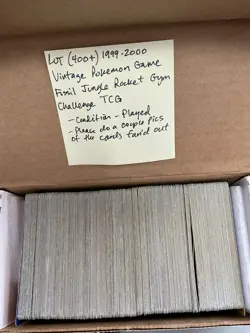 LOT (400+) 1999-2000
Vintage Pokemon Game
Fossil Jungle Rocket Gym
Challenge TCG
- Condition - Played
- Please do a couple pics
of the cards fan'd out